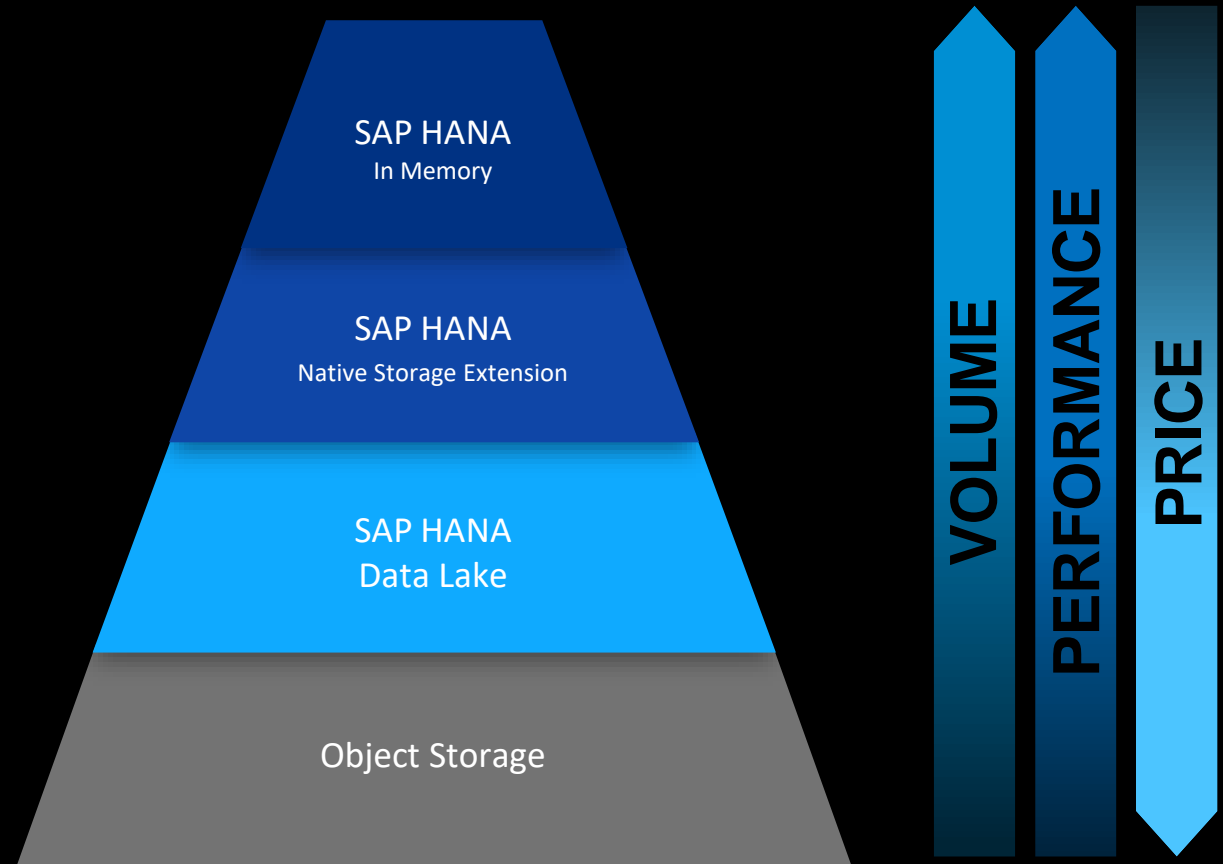 SAP HANA
In Memory
SAP HANA
Native Storage Extension
SAP HANA
Data Lake
Object Storage
VOLUME
PERFORMANCE
PRICE